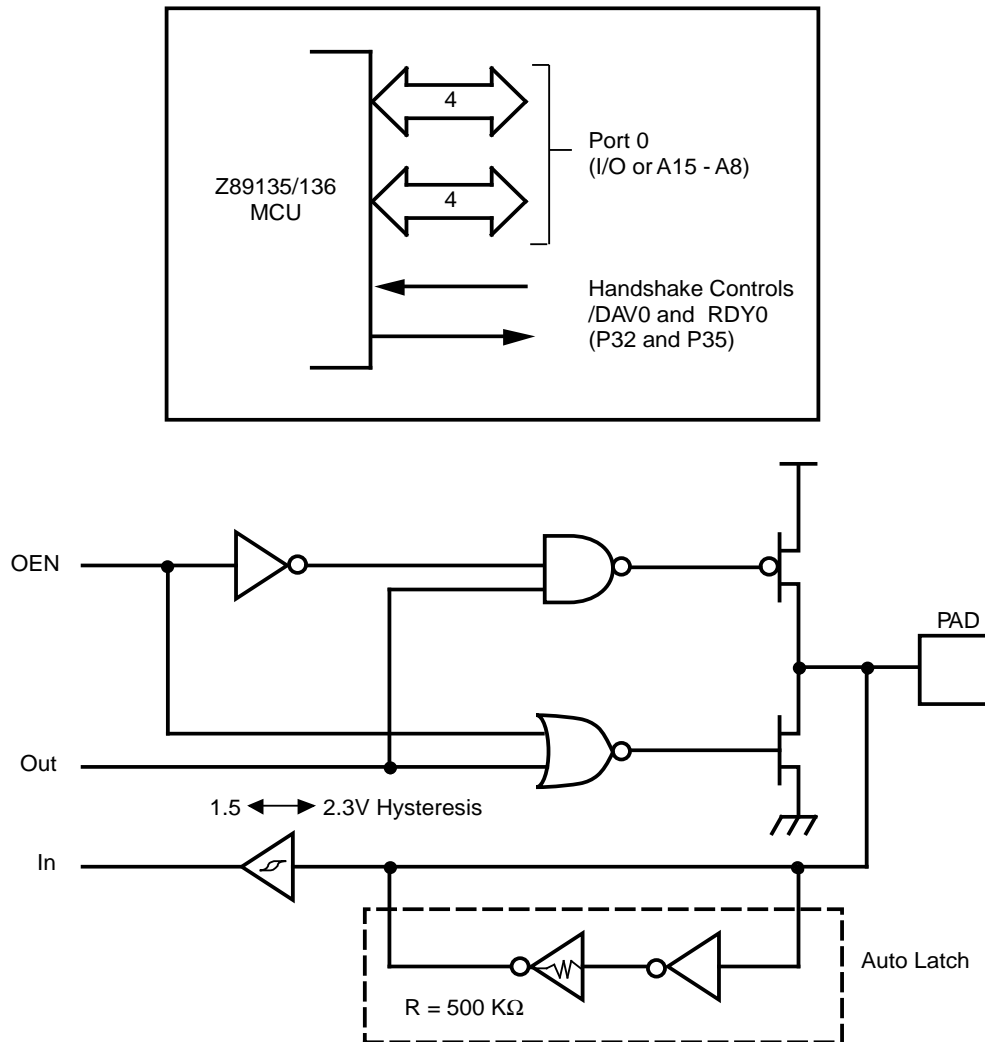 4
Port 0
(I/O or A15 - A8)
Z89135/136
MCU
4
Handshake Controls
/DAV0 and RDY0
(P32 and P35)
OEN
PAD
Out
1.5 2.3V Hysteresis
In
Auto Latch
R = 500 KΩ